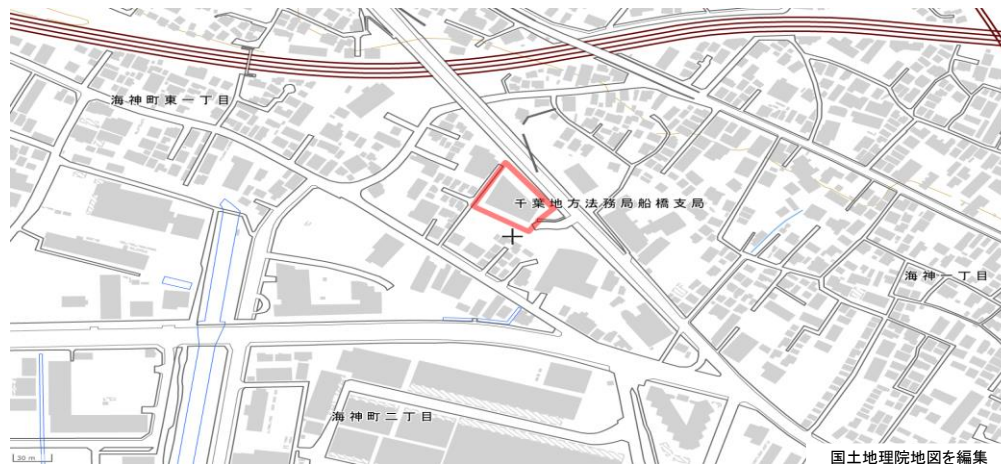 海神町東一丁目
千葉地方法務局船橋支局
海神一丁目
海神町二丁目
30 m
国土地理院地図を編集